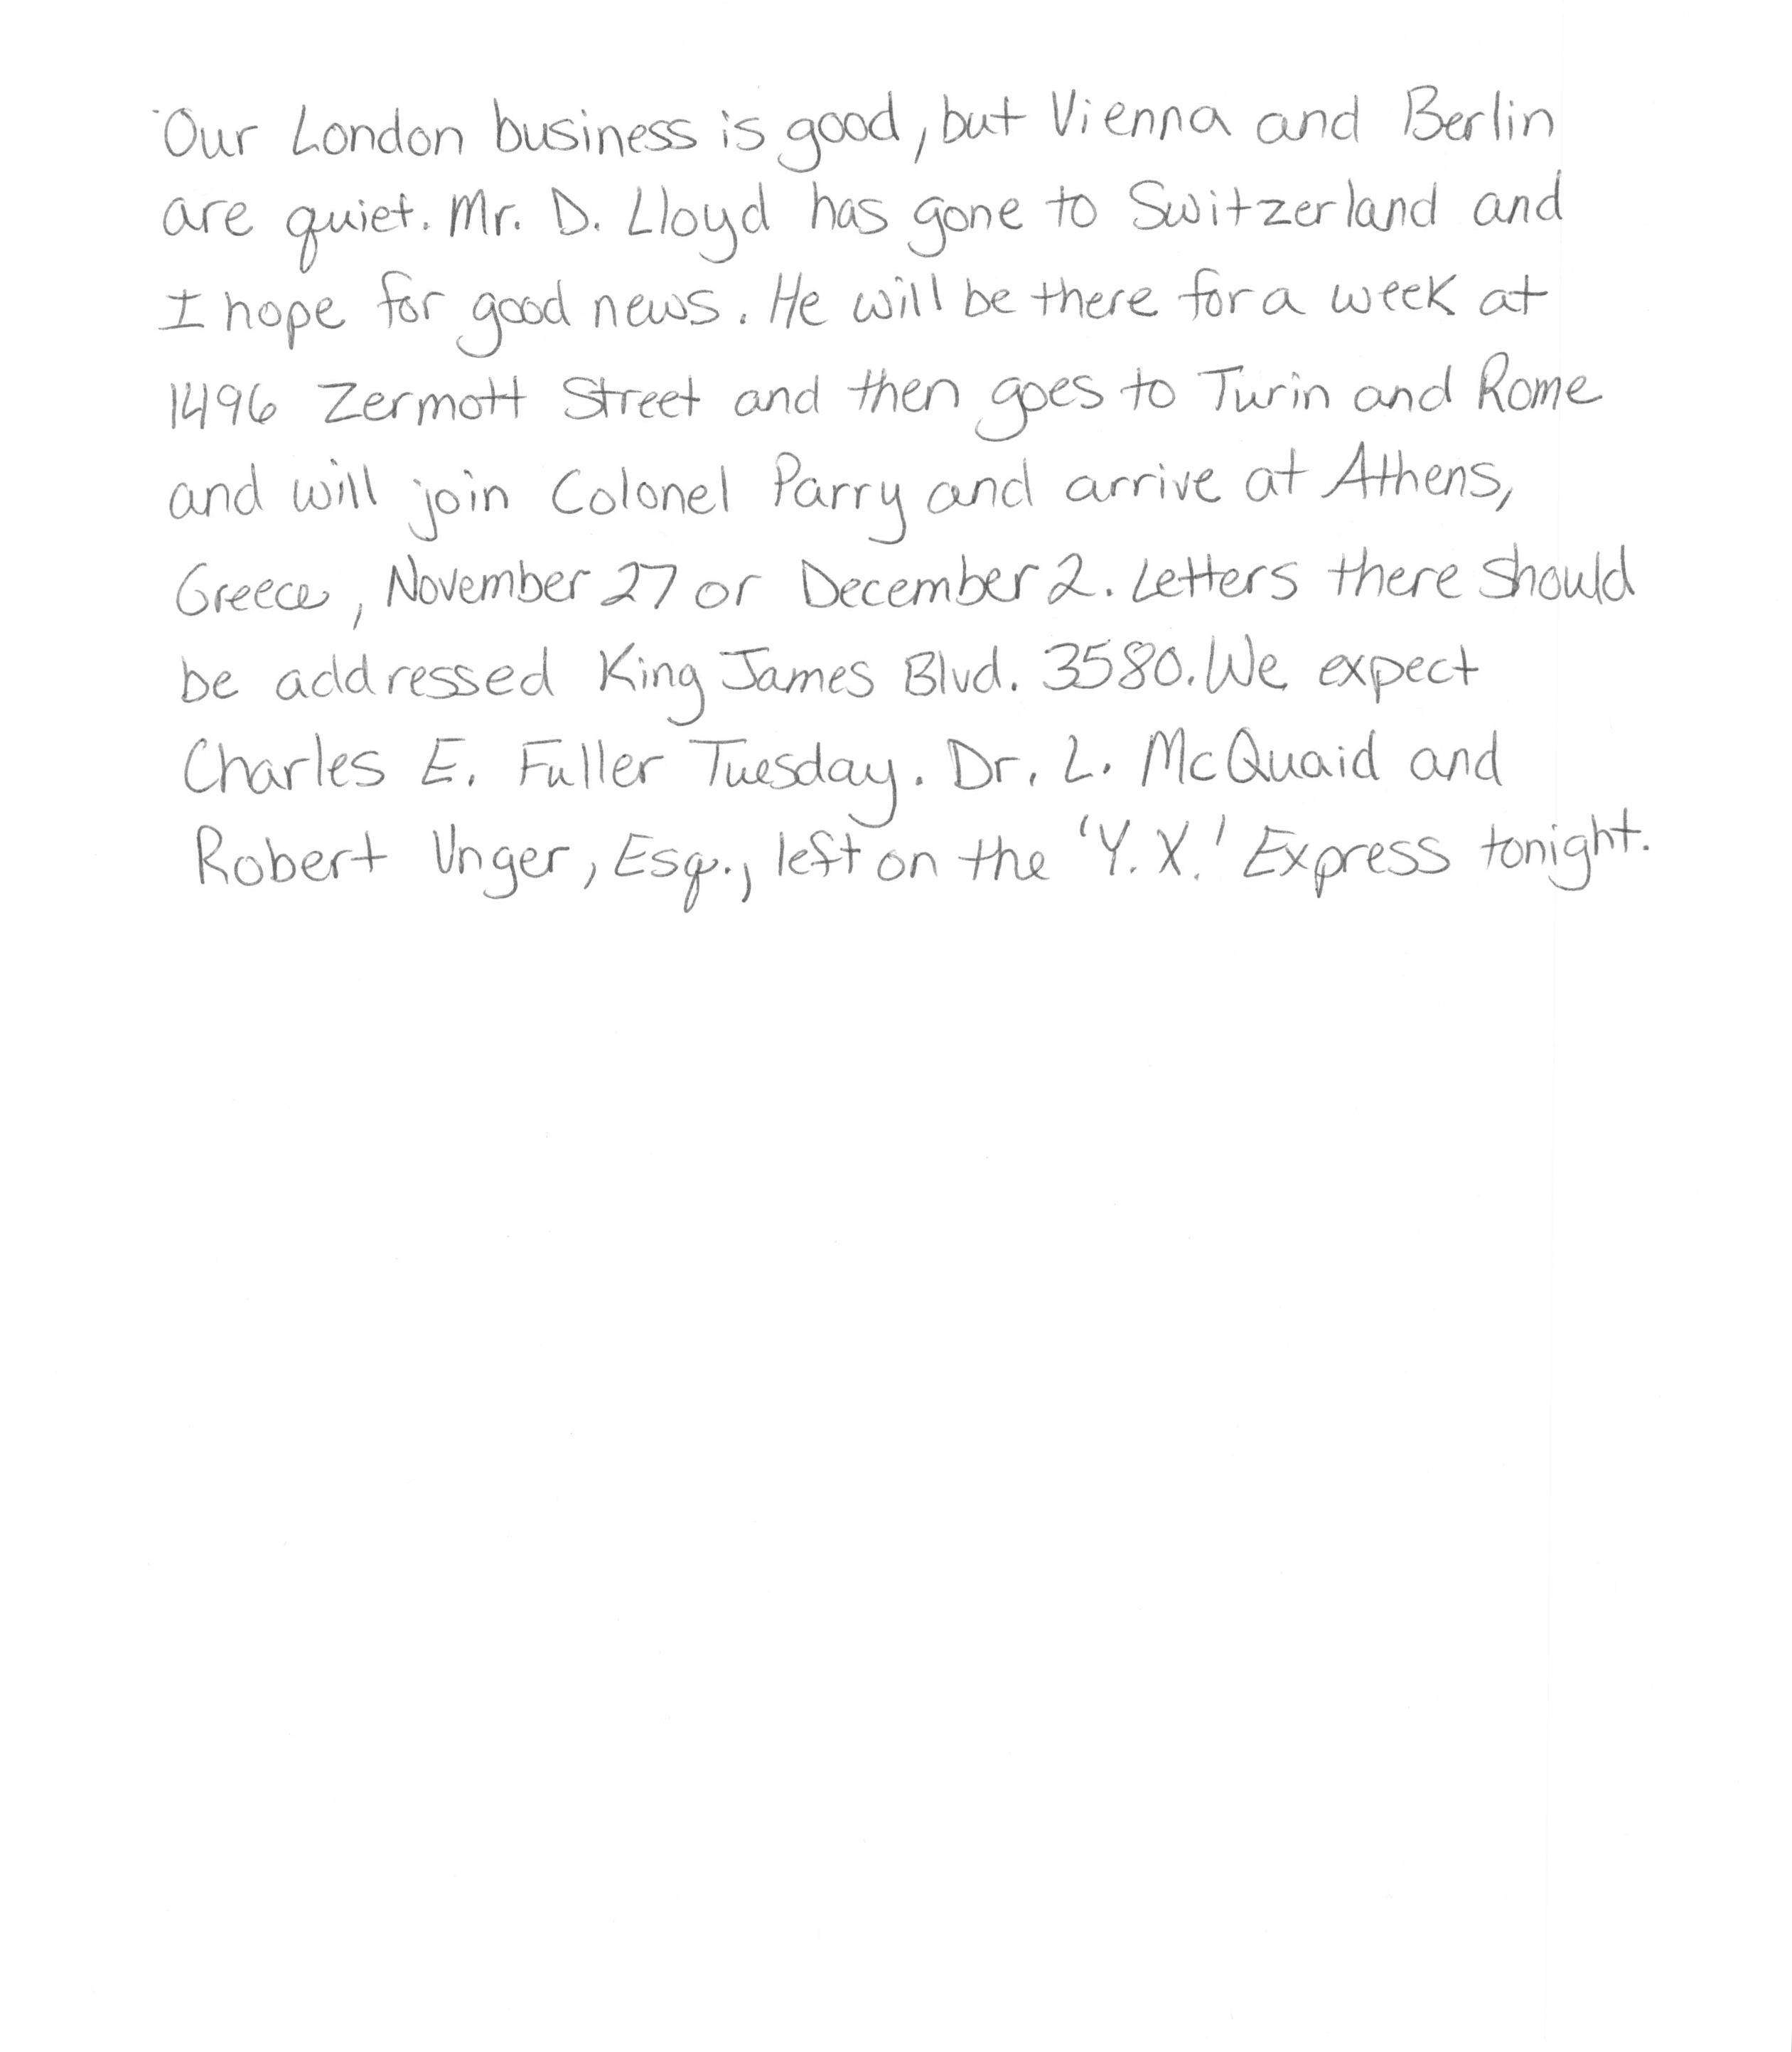 Our London business is good, but Vienna and Berlin
are quiet. Mr. D. Lloyd has gone to Switzerland and
I hope for good news. He will be there for a week at
1496 Zermott Street and then goes to Turin and Rome
and will join Colonel Parry and arrive at Athens,
Greece, November 27 or December 2. Letters there should
be addressed King James Blvd. 3580. We expect
Charles E. Fuller Tuesday. Dr. L. McQuaid and
Robert Unger, Esq., left on the 'Y.X.' Express tonight.